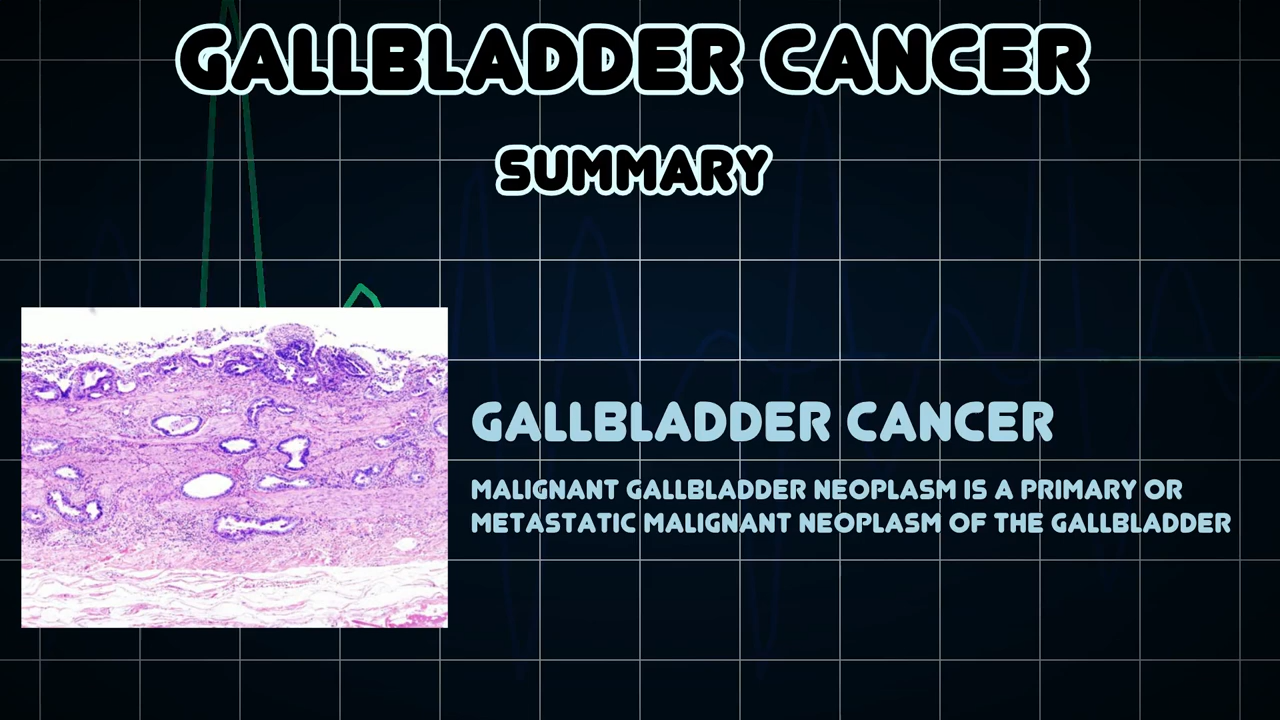 GALLBLADDER CANCER
SUMMARY
GALLBLADDER CANCER
MALIGNANT GALLBLADDER NEOPLASM IS A PRIMARY OR
METASTATIC MALIGNANT NEOPLASM OF THE GALLBLADDER